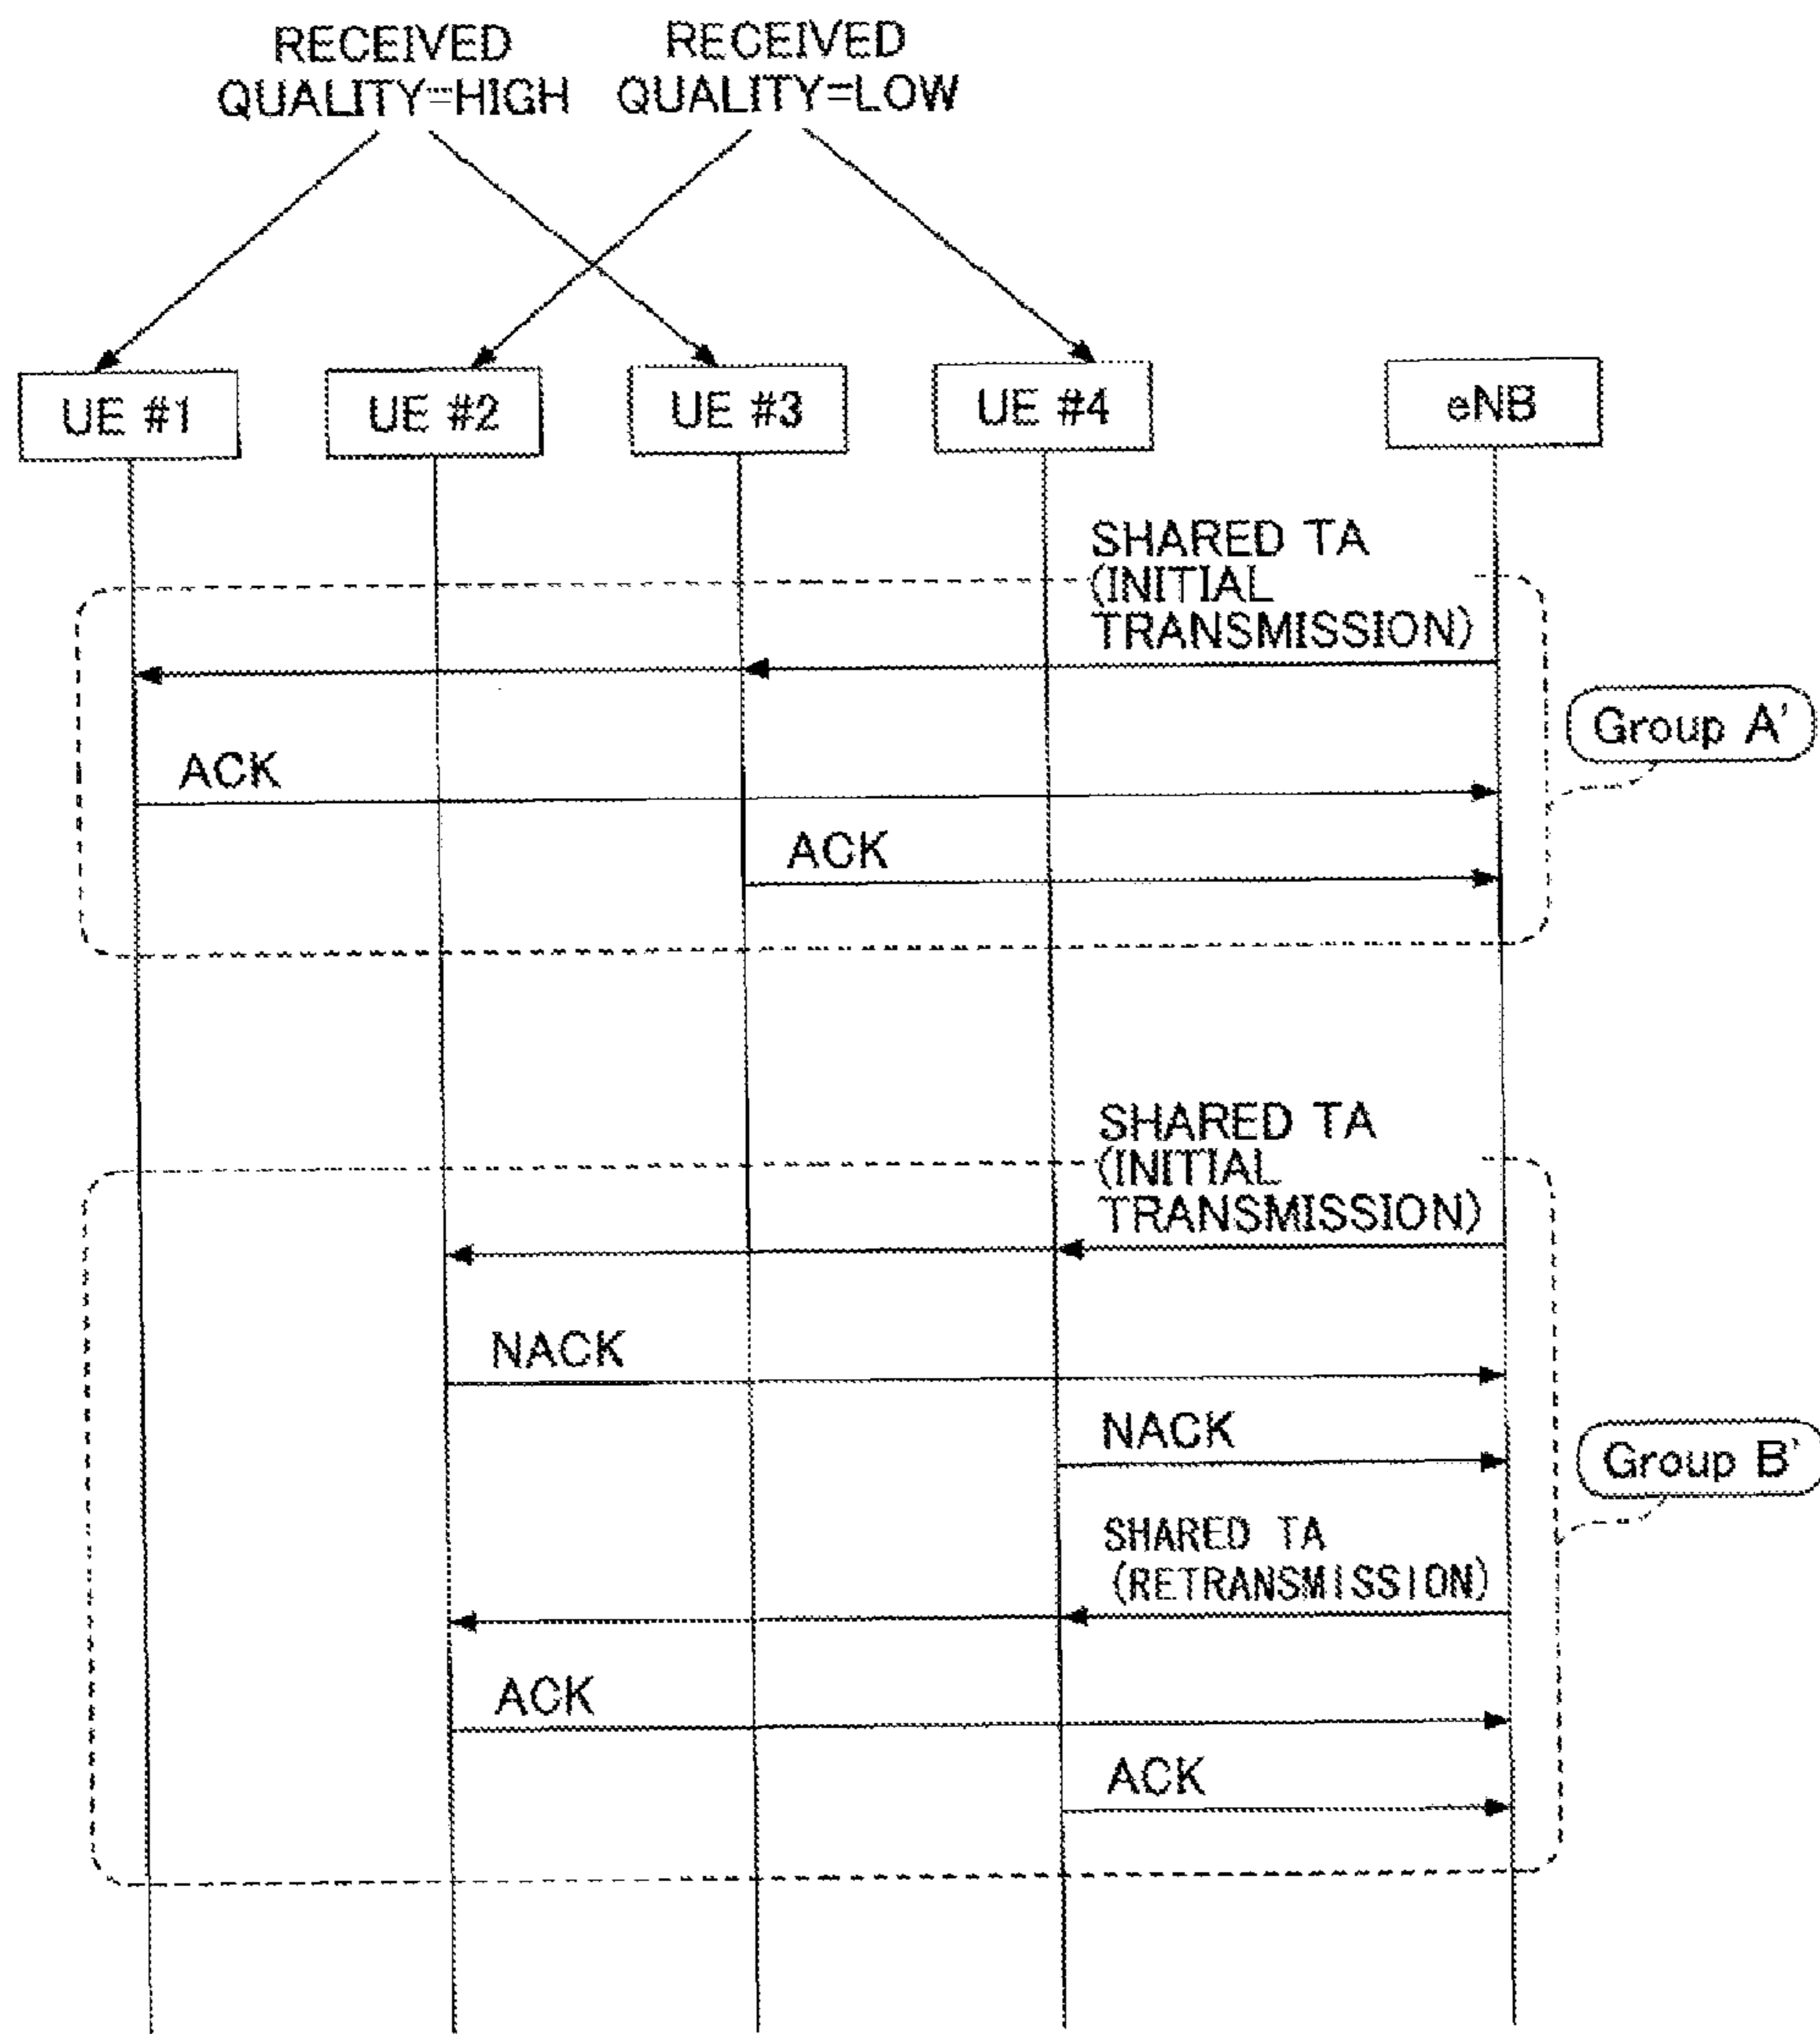 RECEIVED
QUALITY=HIGH
RECEIVED
QUALITY=LOW
UE #1
UE #2
UE #3
UE #4
eNB
SHARED TA
(INITIAL
TRANSMISSION)
Group A'
ACK
ACK
SHARED TA
(INITIAL
TRANSMISSION)
NACK
NACK
Group B'
SHARED TA
(RETRANSMISSION)
ACK
ACK